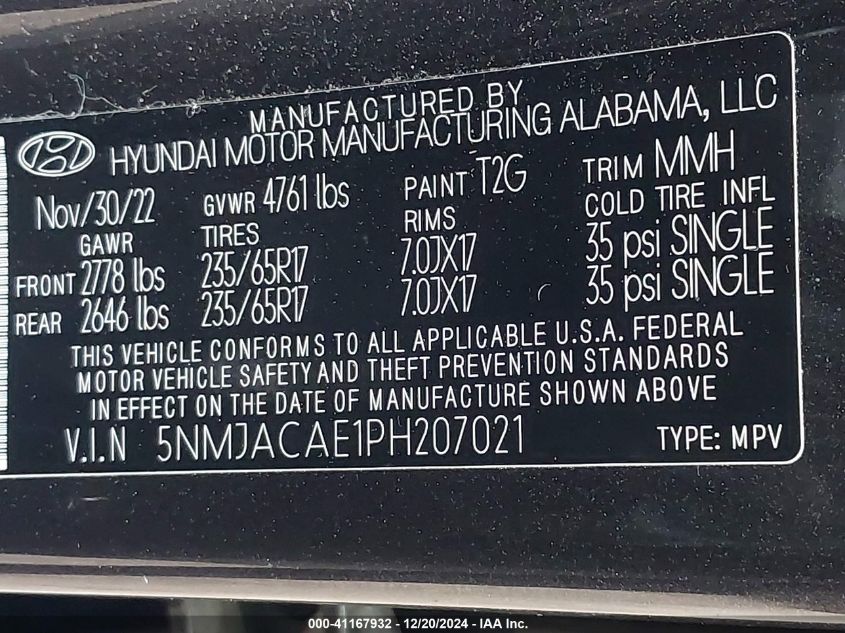 MANUFACTURED BY
HYUNDAI MOTOR MANUFACTURING ALABAMA, LLC
Nov/30/22 GVWR 4761 lbs PAINT T2G TRIM MMH
GAWR TIRES RIMS COLD TIRE INFL
FRONT 2778 lbs 235/65R17 7.0JX17 35 psi SINGLE
REAR 2646 lbs 235/65R17 7.0JX17 35 psi SINGLE
THIS VEHICLE CONFORMS TO ALL APPLICABLE U.S.A. FEDERAL
MOTOR VEHICLE SAFETY AND THEFT PREVENTION STANDARDS
IN EFFECT ON THE DATE OF MANUFACTURE SHOWN ABOVE
V.I.N 5NMJACAE1PH207021 TYPE: MPV
000-41167932 - 12/20/2024 - IAA Inc.